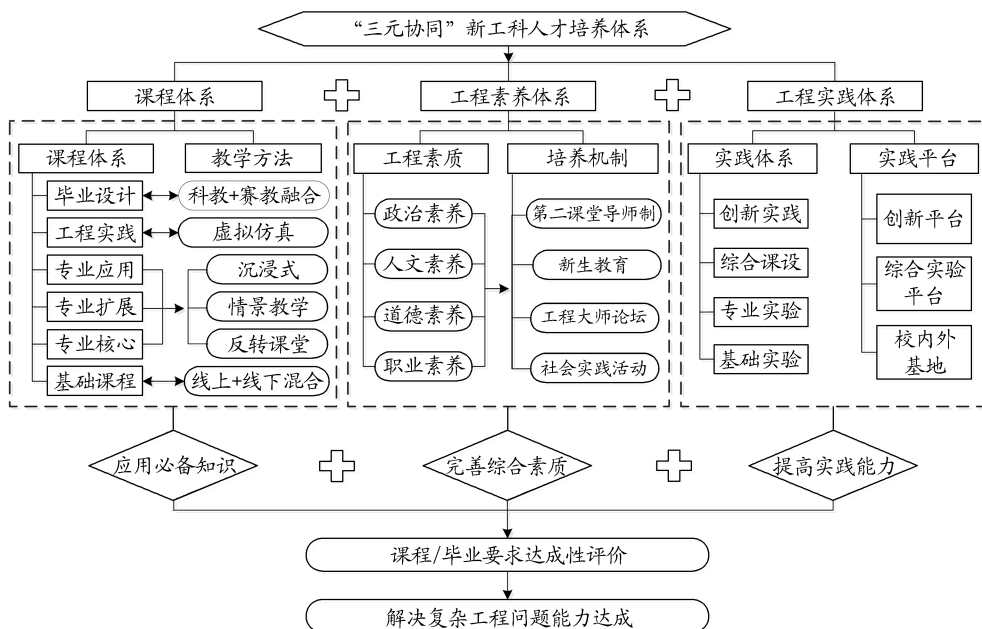 “三元协同”新工科人才培养体系
课程体系
工程素养体系
工程实践体系
课程体系
教学方法
毕业设计
科教+赛教融合
工程实践
虚拟仿真
专业应用
沉浸式
专业扩展
情景教学
专业核心
反转课堂
基础课程
线上+线下混合
工程素质
培养机制
政治素养
第二课堂导师制
人文素养
新生教育
道德素养
工程大师论坛
职业素养
社会实践活动
实践体系
实践平台
创新实践
创新平台
综合课设
综合实验
平台
专业实验
校内外
基地
基础实验
应用必备知识
完善综合素质
提高实践能力
课程/毕业要求达成性评价
解决复杂工程问题能力达成